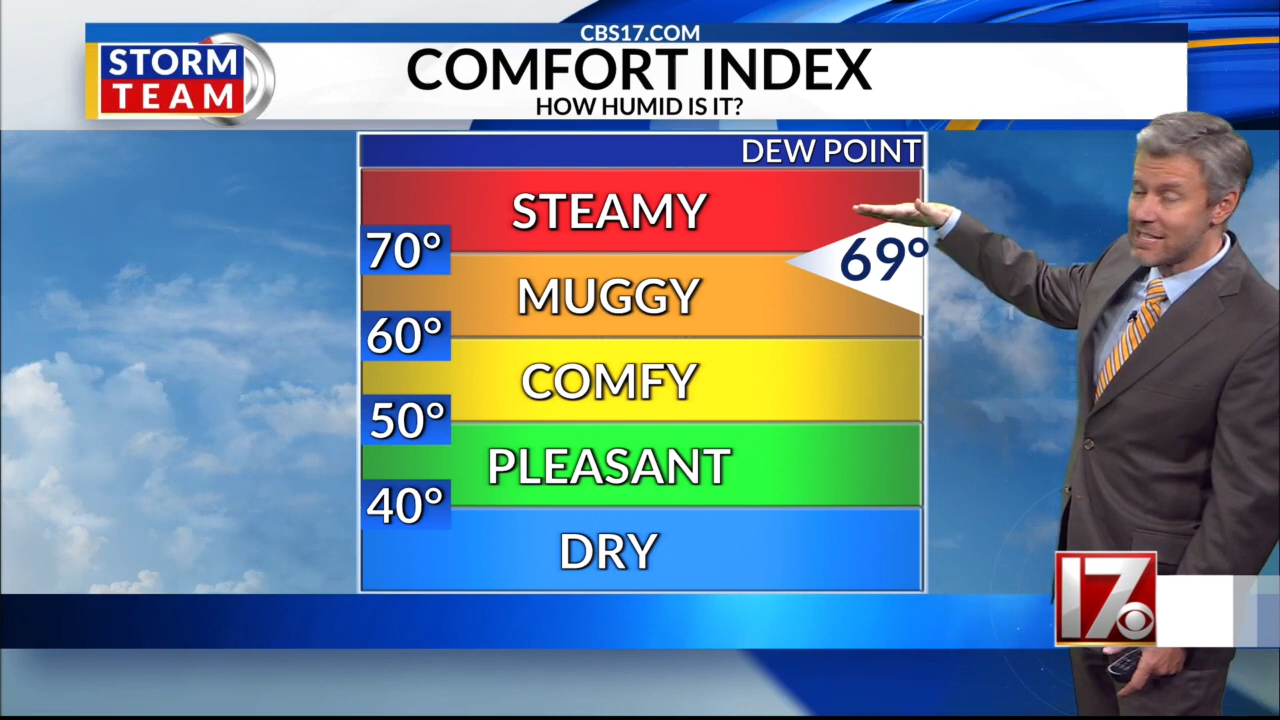 CBS17.COM
STORM
TEAM
COMFORT INDEX
HOW HUMID IS IT?
DEW POINT
STEAMY
70°
69°
MUGGY
60°
COMFY
50°
PLEASANT
40°
DRY
17